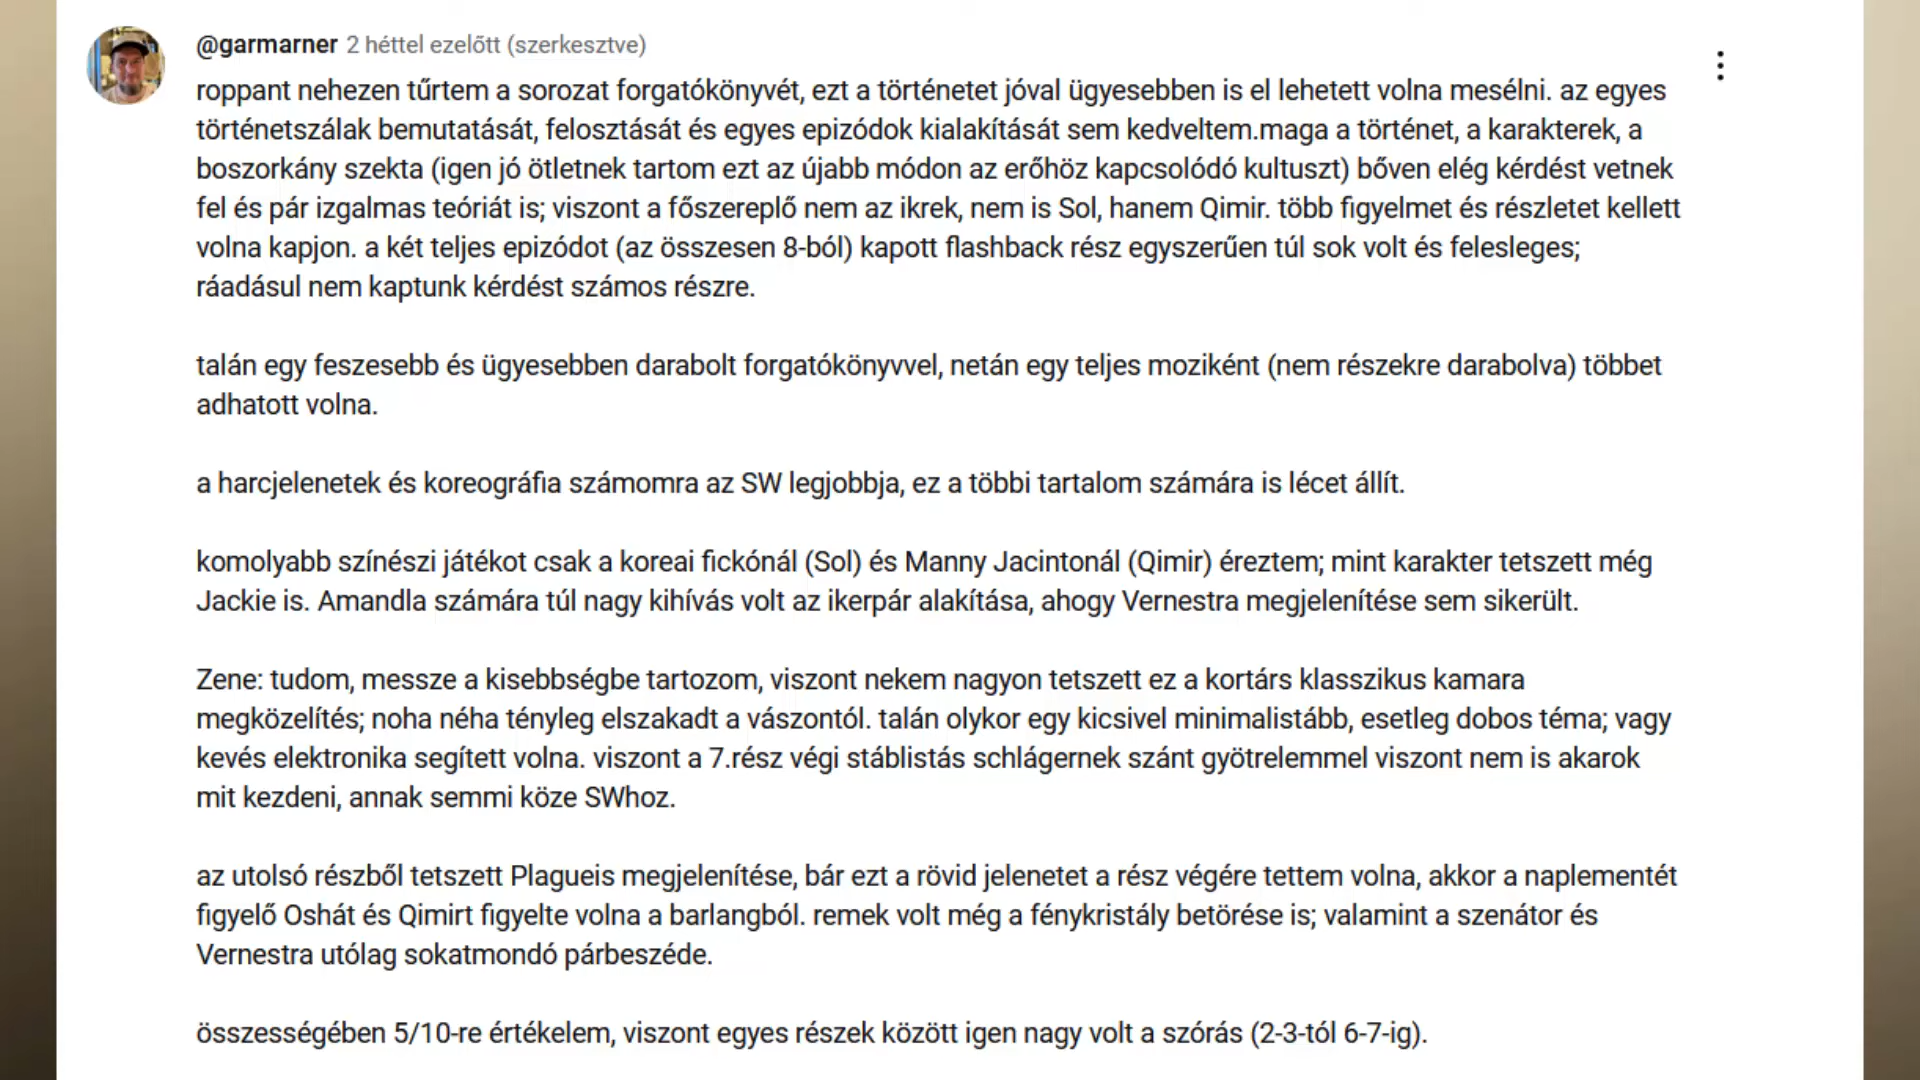 @garmarner 2 héttel ezelőtt (szerkesztve)
roppant nehezen tűrtem a sorozat forgatókönyvét, ezt a történetet jóval ügyesebben is el lehetett volna mesélni. az egyes
történetszálak bemutatását, felosztását és egyes epizódok kialakítását sem kedveltem.maga a történet, a karakterek, a
boszorkány szekta (igen jó ötletnek tartom ezt az újabb módon az erőhöz kapcsolódó kultuszt) bőven elég kérdést vetnek
fel és pár izgalmas teóriát is; viszont a főszereplő nem az ikrek, nem is Sol, hanem Qimir. több figyelmet és részletet kellett
volna kapjon. a két teljes epizódot (az összesen 8-ból) kapott flashback rész egyszerűen túl sok volt és felesleges;
ráadásul nem kaptunk kérdést számos részre.
talán egy feszesebb és ügyesebben darabolt forgatókönyvvel, netán egy teljes moziként (nem részekre darabolva) többet
adhatott volna.
a harcjelenetek és koreográfia számomra az SW legjobbja, ez a többi tartalom számára is lécet állít.
komolyabb színészi játékot csak a koreai fickónál (Sol) és Manny Jacintonál (Qimir) éreztem; mint karakter tetszett még
Jackie is. Amandla számára túl nagy kihívás volt az ikerpár alakítása, ahogy Vernestra megjelenítése sem sikerült.
Zene: tudom, messze a kisebbségbe tartozom, viszont nekem nagyon tetszett ez a kortárs klasszikus kamara
megközelítés; noha néha tényleg elszakadt a vászontól. talán olykor egy kicsivel minimalistább, esetleg dobos téma; vagy
kevés elektronika segített volna. viszont a 7.rész végi stáblistás schlágernek szánt gyötrelemmel viszont nem is akarok
mit kezdeni, annak semmi köze SWhoz.
az utolsó részből tetszett Plagueis megjelenítése, bár ezt a rövid jelenetet a rész végére tettem volna, akkor a naplementét
figyelő Oshát és Qimirt figyelte volna a barlangból. remek volt még a fénykristály betörése is; valamint a szenátor és
Vernestra utólag sokatmondó párbeszéde.
összességében 5/10-re értékelem, viszont egyes részek között igen nagy volt a szórás (2-3-tól 6-7-ig).